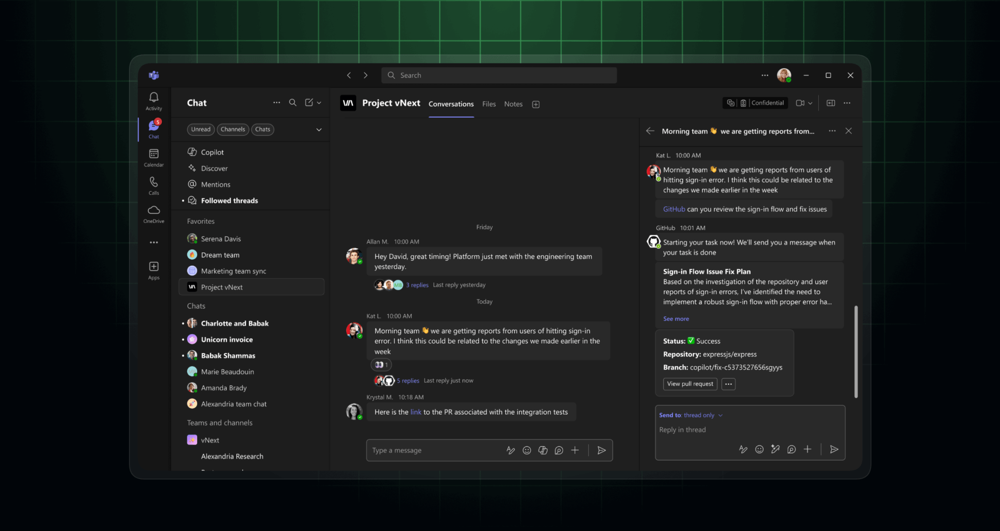 Search
Activity
5
Chat
Calendar
Calls
OneDrive
Apps
Chat
Unread
Channels
Chats
Copilot
Discover
Mentions
Followed threads
Favorites
Serena Davis
Dream team
Marketing team sync
Project vNext
Chats
Charlotte and Babak
Unicorn invoice
Babak Shammas
Marie Beaudouin
Amanda Brady
Alexandria team chat
Teams and channels
vNext
Alexandria Research
Project vNext
Conversations
Files
Notes
Confidential
Friday
Allan M. 10:00 AM
Hey David, great timing! Platform just met with the engineering team
yesterday.
MB
3 replies Last reply yesterday
Today
Kat L. 10:00 AM
Morning team 👋 we are getting reports from users of hitting sign-in
error. I think this could be related to the changes we made earlier in the
week
👀 1
5 replies Last reply just now
Krystal M. 10:18 AM
Here is the link to the PR associated with the integration tests
Type a message
Morning team 👋 we are getting reports from...
Kat L. 10:00 AM
Morning team 👋 we are getting reports from users of
hitting sign-in error. I think this could be related to the
changes we made earlier in the week
GitHub can you review the sign-in flow and fix issues
GitHub 10:01 AM
Starting your task now! We’ll send you a message when
your task is done
Sign-in Flow Issue Fix Plan
Based on the investigation of the repository and user
reports of sign-in errors, I’ve identified the need to
implement a robust sign-in flow with proper error ha...
See more
Status: ✅ Success
Repository: expressjs/express
Branch: copilot/fix-c5373527656sgyys
View pull request
Send to: thread only
Reply in thread